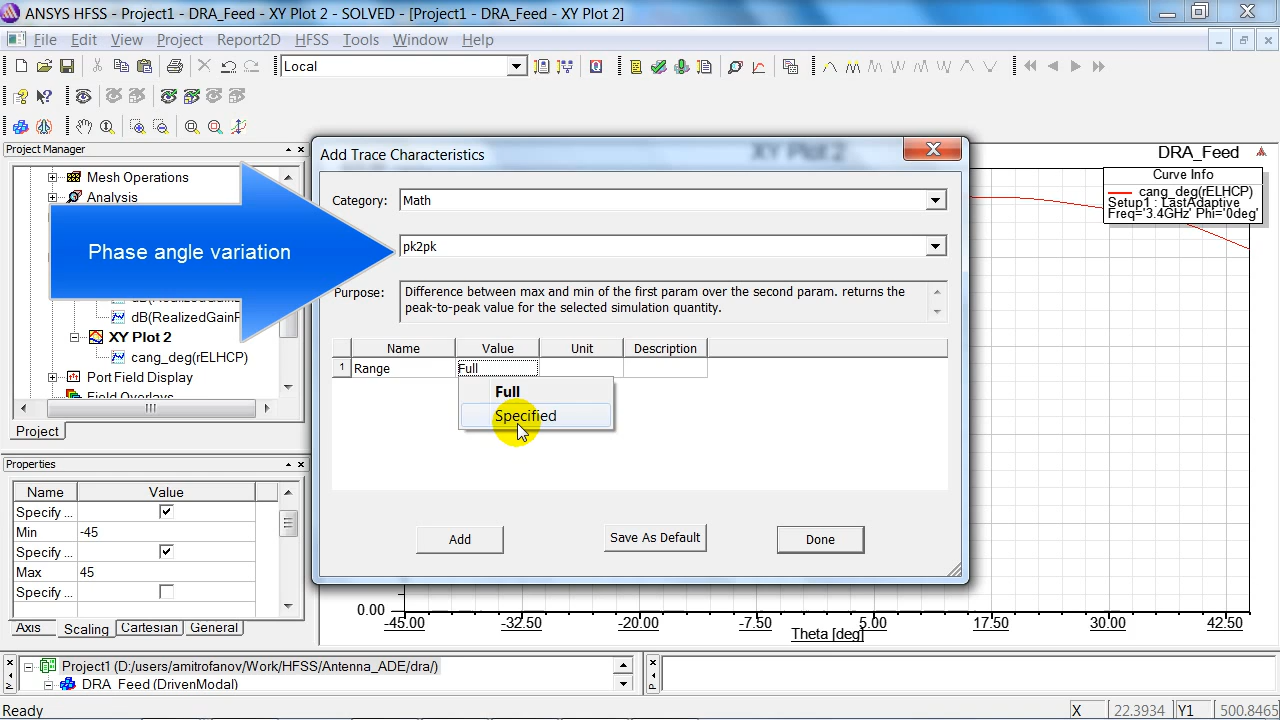 ANSYS HFSS - Project1 - DRA_Feed - XY Plot 2 - SOLVED - [Project1 - DRA_Feed - XY Plot 2]
File Edit View Project Report2D HFSS Tools Window Help
Local
Project Manager
Mesh Operations
Analysis
dB(RealizedGainF
XY Plot 2
cang_deg(rELHCP)
Port Field Display
Field Overlays
Project
Phase angle variation
Properties
Name Value
Specify ...
Min -45
Specify ...
Max 45
Specify ...
Axis Scaling Cartesian General
Add Trace Characteristics
Category: Math
pk2pk
Purpose: Difference between max and min of the first param over the second param. returns the
peak-to-peak value for the selected simulation quantity.
Name Value Unit Description
1 Range Full
Full
Specified
Add Save As Default Done
XY Plot 2
DRA_Feed
Curve Info
cang_deg(rELHCP)
Setup1 : LastAdaptive
Freq='3.4GHz' Phi='0deg'
0.00
-45.00 -32.50 -20.00 -7.50 5.00 17.50 30.00 42.50
Theta [deg]
Project1 (D:/users/amitrofanov/Work/HFSS/Antenna_ADE/dra/)
DRA_Feed (DrivenModal)
Ready
X 22.3934 Y1 500.8465